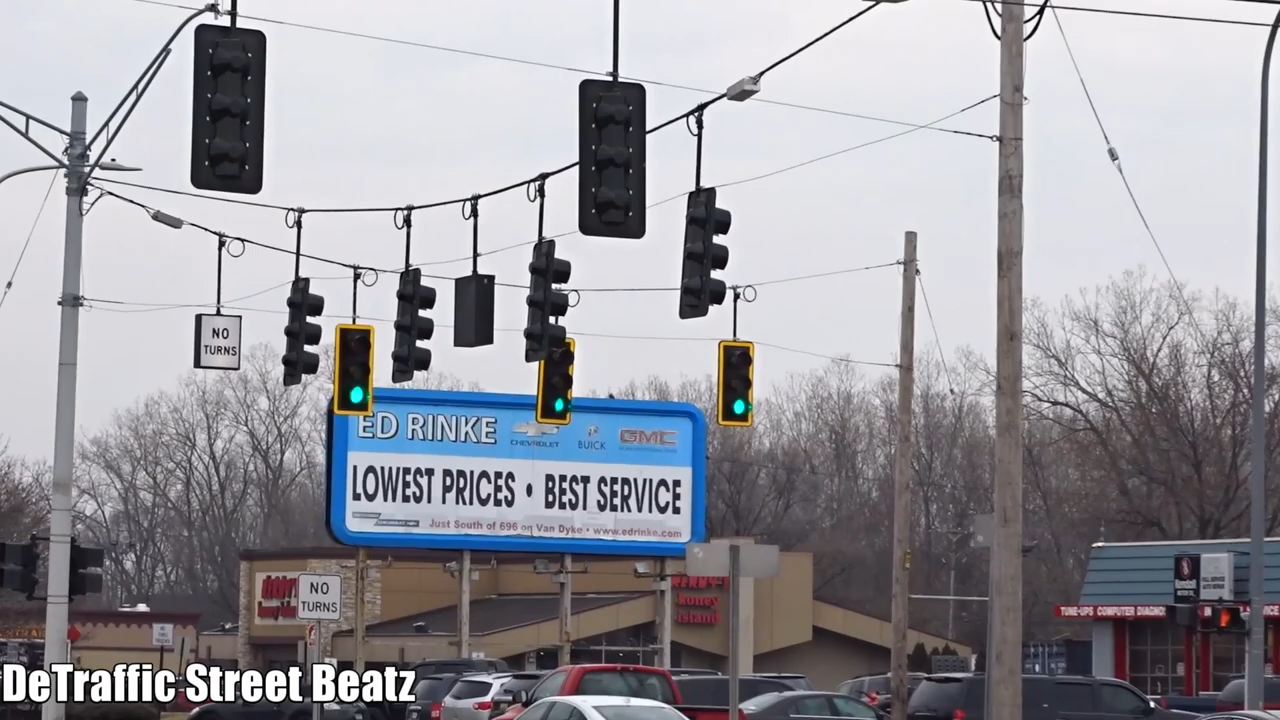 NO
TURNS
ED RINKE
CHEVROLET
BUICK
GMC
LOWEST PRICES • BEST SERVICE
Just South of 696 on Van Dyke • www.edrinke.com
NO
TURNS
Koney
Island
TUNE-UPS COMPUTER DIAGNO
DeTraffic Street Beatz